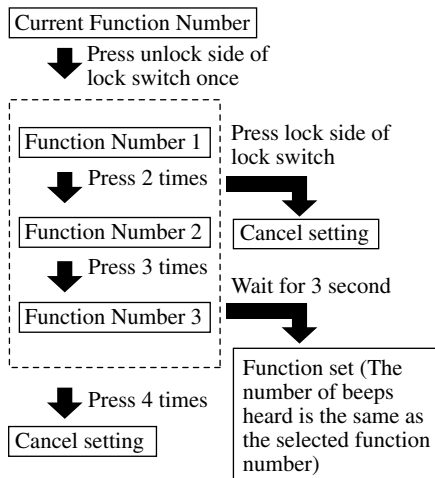 Current Function Number
Press unlock side of
lock switch once
Function Number 1
Press lock side of
lock switch
Press 2 times
Function Number 2
Cancel setting
Press 3 times
Wait for 3 second
Function Number 3
Function set (The
number of beeps
heard is the same as
the selected function
number)
Press 4 times
Cancel setting